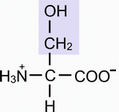 OH
CH₂
H₃N⁺ C COO⁻
H